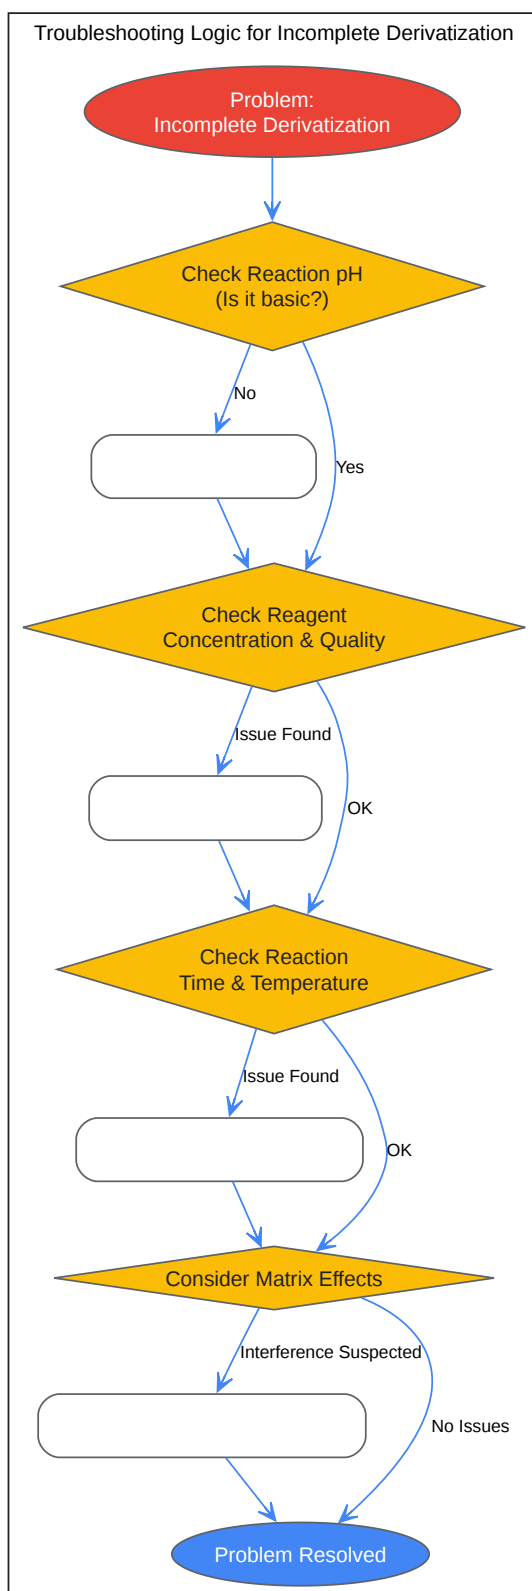 Troubleshooting Logic for Incomplete Derivatization
Problem:
Incomplete Derivatization
Check Reaction pH
(Is it basic?)
No
Yes
Check Reagent
Concentration & Quality
Issue Found
OK
Check Reaction
Time & Temperature
Issue Found
OK
Consider Matrix Effects
Interference Suspected
No Issues
Problem Resolved